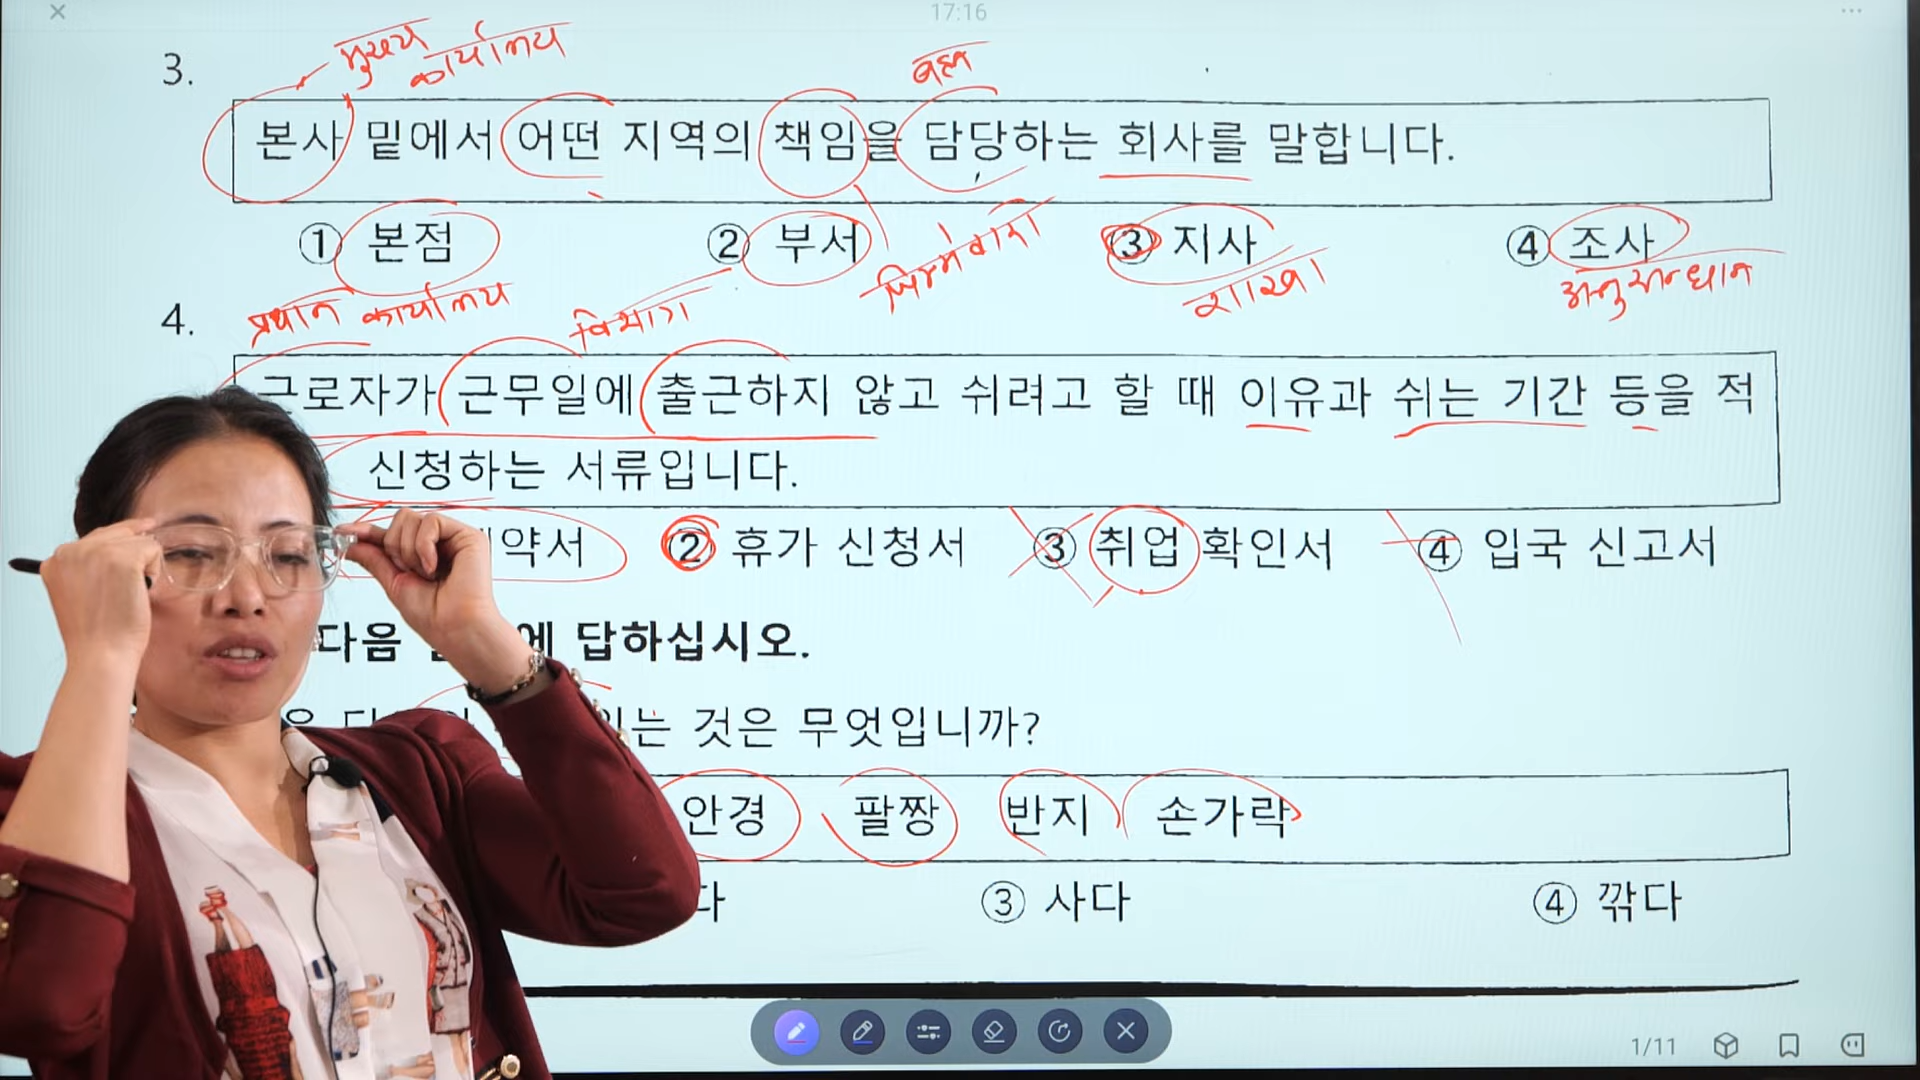 17:16
3.
मुख्य कार्यालय
वहन
본사 밑에서 어떤 지역의 책임을 담당하는 회사를 말합니다.
① 본점 ② 부서 ③ 지사 ④ 조사
प्रधान कार्यालय विभाग जिम्मेवारी शाखा अनुसन्धान
4.
근로자가 근무일에 출근하지 않고 쉬려고 할 때 이유과 쉬는 기간 등을 적
신청하는 서류입니다.
약서 ② 휴가 신청서 ③ 취업 확인서 ④ 입국 신고서
다음 에 답하십시오.
는 것은 무엇입니까?
안경 팔짱 반지 손가락
다 ③ 사다 ④ 깎다
1/11